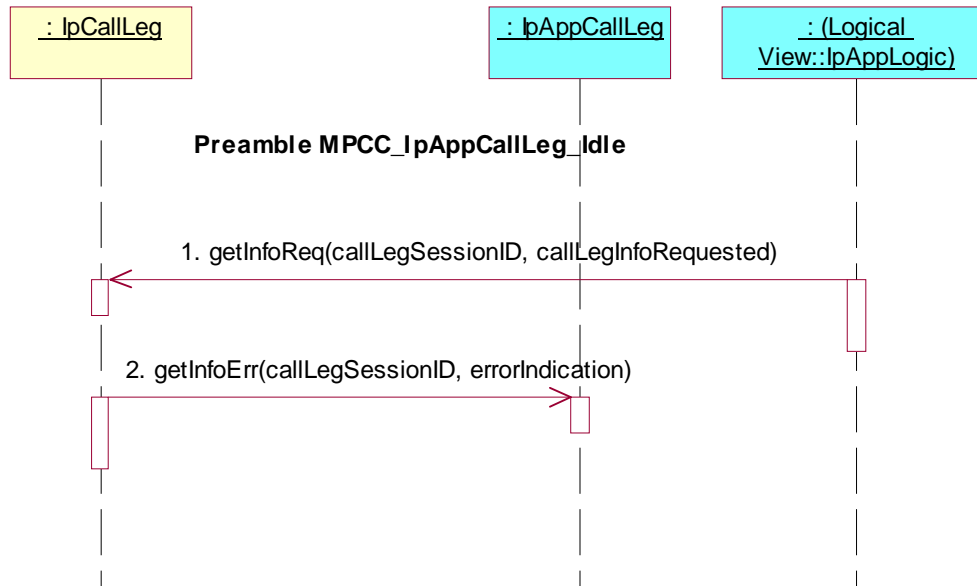 : IpCallLeg
: IpAppCallLeg
: (Logical
View::IpAppLogic)
Preamble MPCC_IpAppCallLeg_Idle
1. getInfoReq(callLegSessionID, callLegInfoRequested)
2. getInfoErr(callLegSessionID, errorIndication)